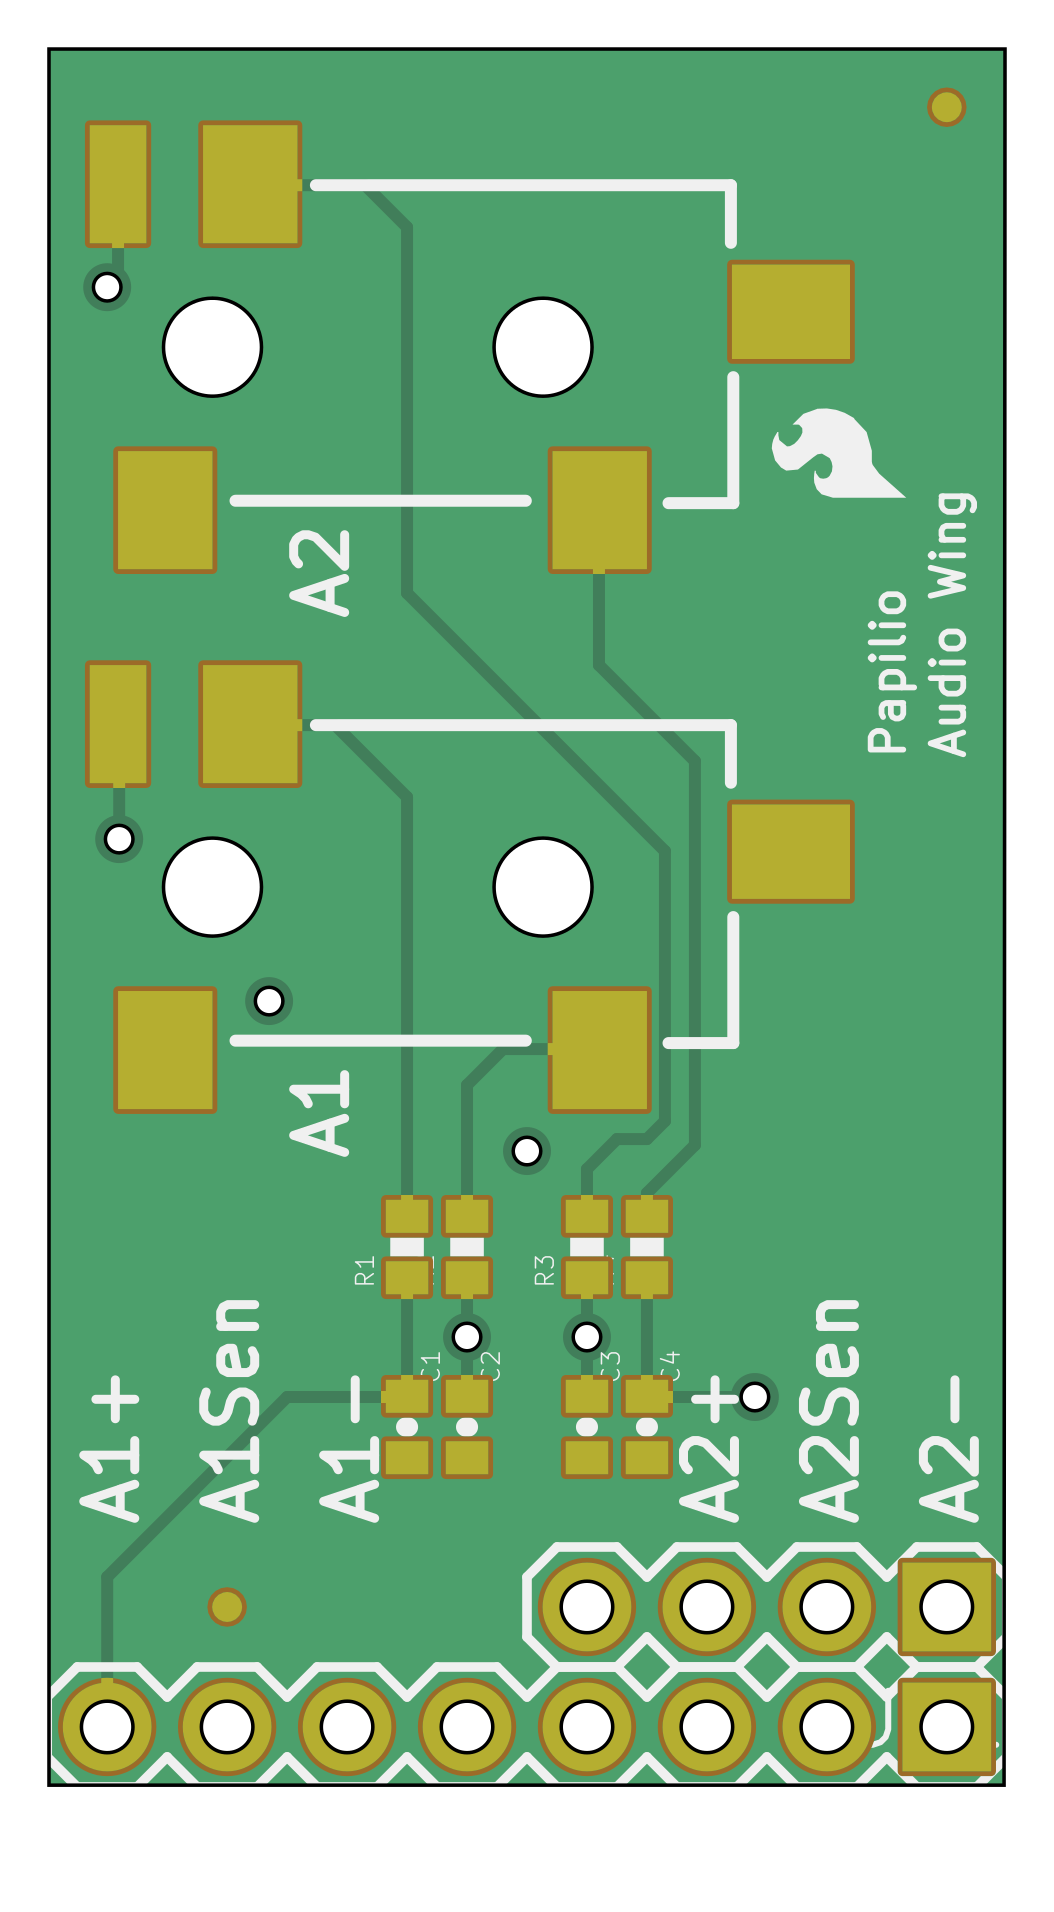 A2
Papilio
Audio Wing
A1
R1
R3
C1
C2
C3
C4
A1+
A1Sen
A1-
A2+
A2Sen
A2-